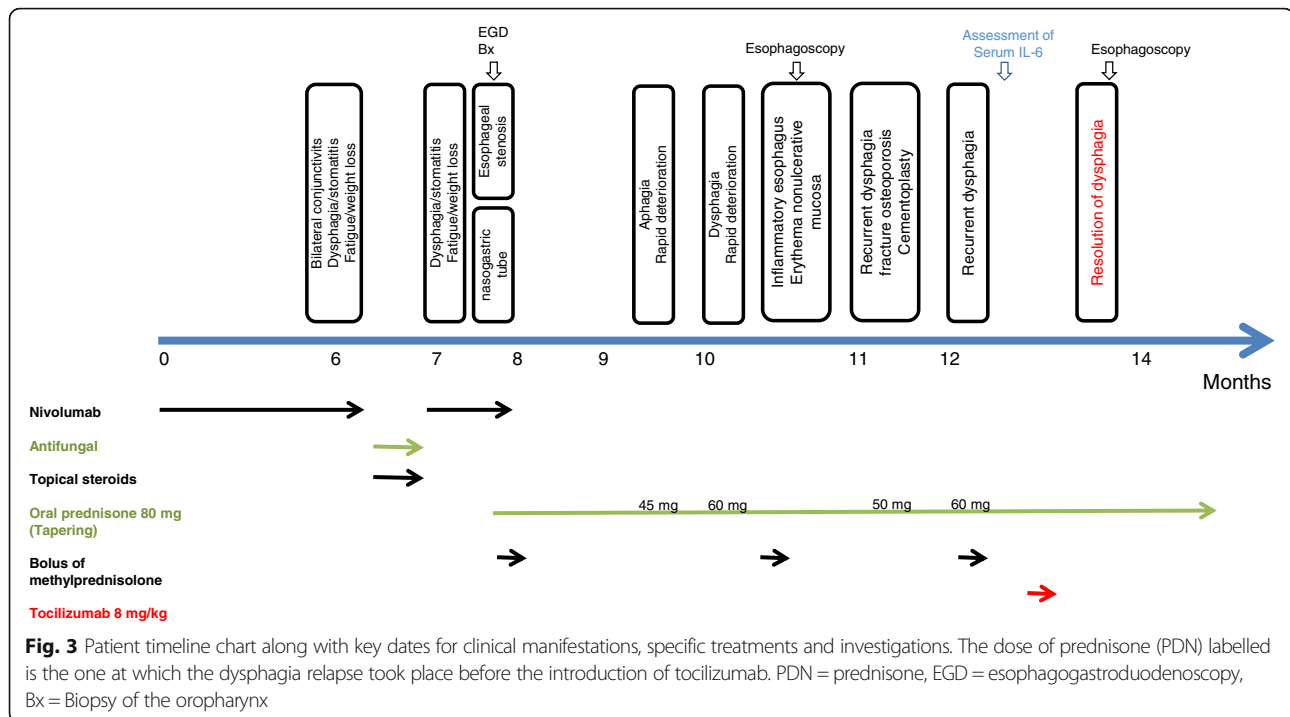 EGD
Bx
Esophagoscopy
Assessment of
Serum IL-6
Esophagoscopy
Bilateral conjunctivits
Dysphagia/stomatitis
Fatigue/weight loss
Dysphagia/stomatitis
Fatigue/weight loss
Esophageal
stenosis
nasogastric
tube
Aphagia
Rapid deterioration
Dysphagia
Rapid deterioration
Inflammatory esophagus
Erythema nonulcerative
mucosa
Recurrent dysphagia
fracture osteoporosis
Cementoplasty
Recurrent dysphagia
Resolution of dysphagia
0 6 7 8 9 10 11 12 14
Months
Nivolumab
Antifungal
Topical steroids
Oral prednisone 80 mg
(Tapering)
45 mg 60 mg 50 mg 60 mg
Bolus of
methylprednisolone
Tocilizumab 8 mg/kg
Fig. 3 Patient timeline chart along with key dates for clinical manifestations, specific treatments and investigations. The dose of prednisone (PDN) labelled
is the one at which the dysphagia relapse took place before the introduction of tocilizumab. PDN = prednisone, EGD = esophagogastroduodenoscopy,
Bx = Biopsy of the oropharynx